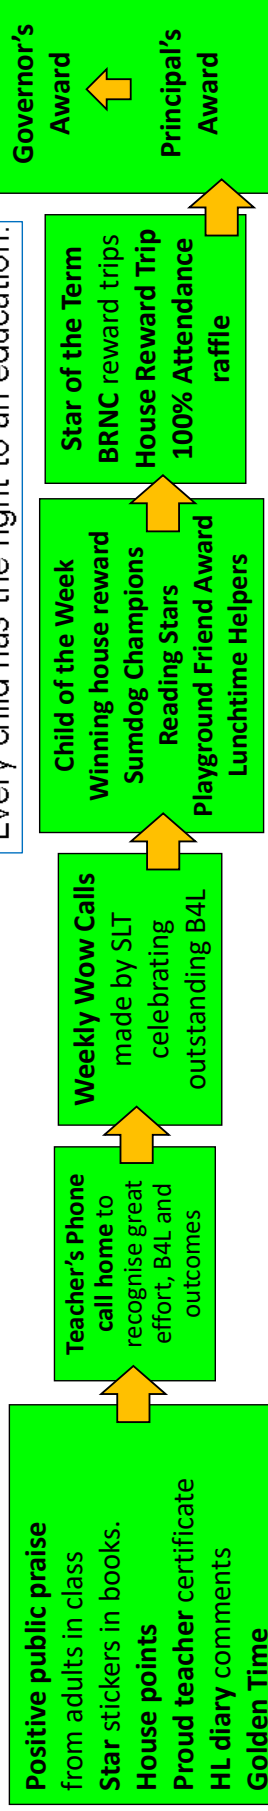 Every child has the right to an education.
Positive public praise
from adults in class
Star stickers in books.
House points
Proud teacher certificate
HL diary comments
Golden Time
Teacher's Phone
call home to
recognise great
effort, B4L and
outcomes
Weekly Wow Calls
made by SLT
celebrating
outstanding B4L
Child of the Week
Winning house reward
Sumdog Champions
Reading Stars
Playground Friend Award
Lunchtime Helpers
Star of the Term
BRNC reward trips
House Reward Trip
100% Attendance
raffle
Governor's
Award
Principal's
Award